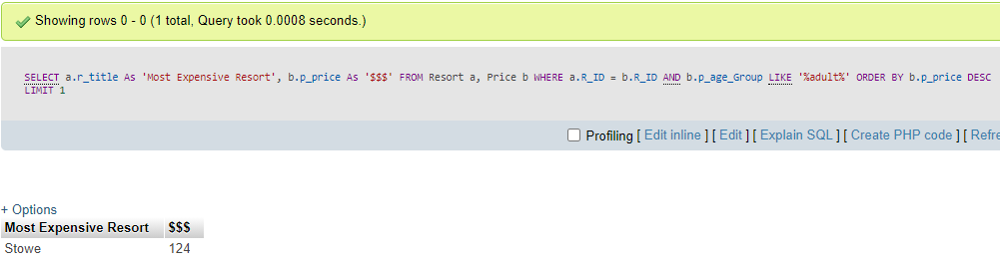 Showing rows 0 - 0 (1 total, Query took 0.0008 seconds.)
SELECT a.r_title As 'Most Expensive Resort', b.p_price As '$$$' FROM Resort a, Price b WHERE a.R_ID = b.R_ID AND b.p_age_Group LIKE '%adult%' ORDER BY b.p_price DESC
LIMIT 1
Profiling [ Edit inline ] [ Edit ] [ Explain SQL ] [ Create PHP code ] [ Refre
+ Options
Most Expensive Resort $$$
Stowe 124